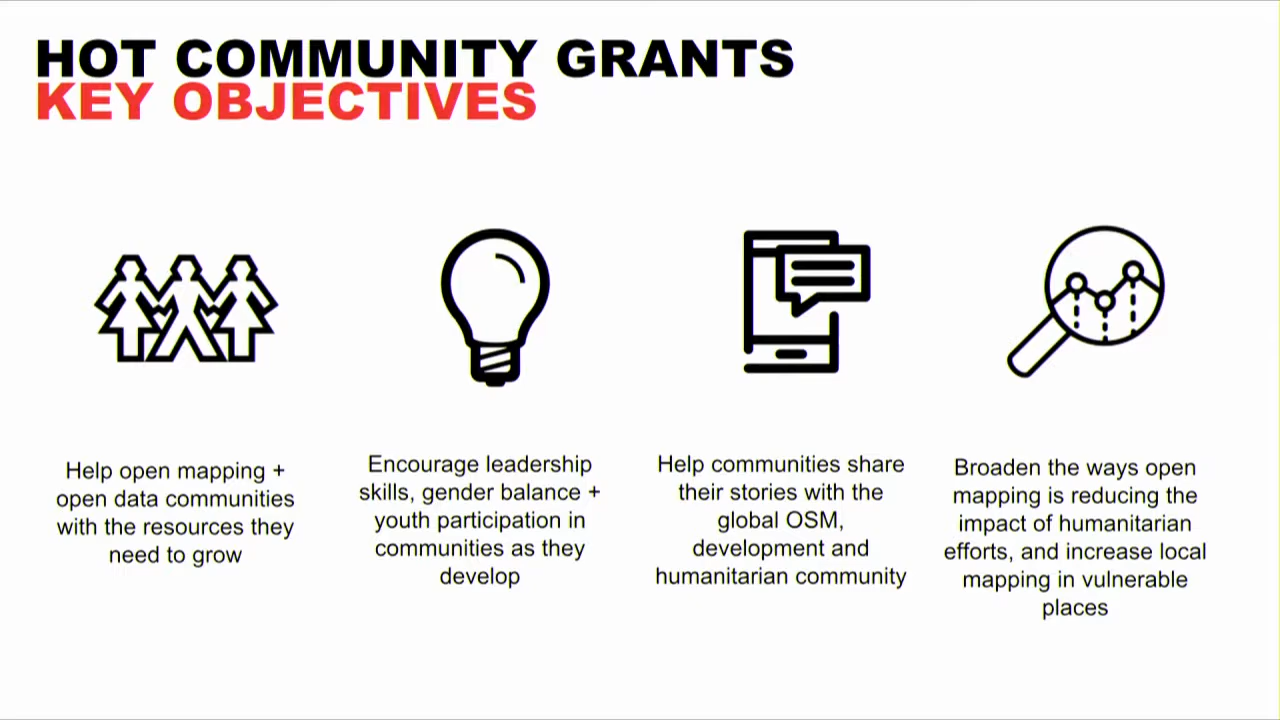 HOT COMMUNITY GRANTS
KEY OBJECTIVES
Help open mapping +
open data communities
with the resources they
need to grow
Encourage leadership
skills, gender balance +
youth participation in
communities as they
develop
Help communities share
their stories with the
global OSM,
development and
humanitarian community
Broaden the ways open
mapping is reducing the
impact of humanitarian
efforts, and increase local
mapping in vulnerable
places